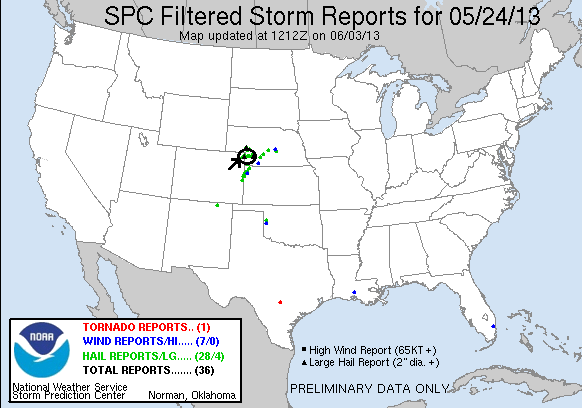 SPC Filtered Storm Reports for 05/24/13
Map updated at 1212Z on 06/03/13
NOAA
TORNADO REPORTS.. (1)
WIND REPORTS/HI..... (7/0)
HAIL REPORTS/LG..... (28/4)
TOTAL REPORTS....... (36)
National Weather Service
Storm Prediction Center Norman, Oklahoma
High Wind Report (65KT +)
Large Hail Report (2" dia. +)
PRELIMINARY DATA ONLY